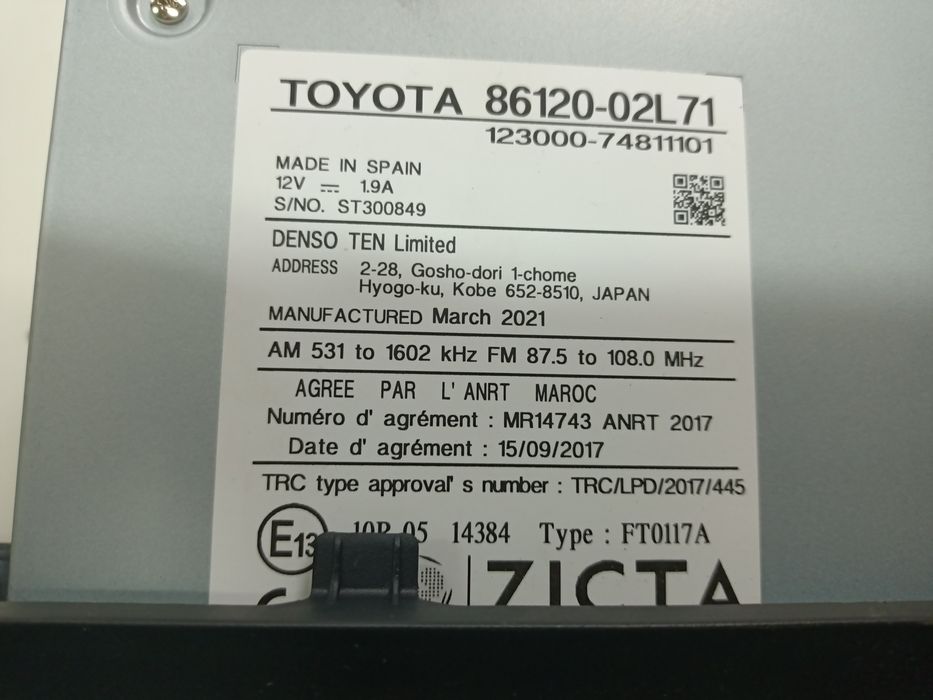 TOYOTA 86120-02L71
123000-74811101
MADE IN SPAIN
12V ⎓ 1.9A
S/NO. ST300849
DENSO TEN Limited
ADDRESS 2-28, Gosho-dori 1-chome
Hyogo-ku, Kobe 652-8510, JAPAN
MANUFACTURED March 2021
AM 531 to 1602 kHz FM 87.5 to 108.0 MHz
AGREE PAR L' ANRT MAROC
Numéro d' agrément : MR14743 ANRT 2017
Date d' agrément : 15/09/2017
TRC type approval' s number : TRC/LPD/2017/445
E13 10R 05 14384 Type : FT0117A
ZICTA